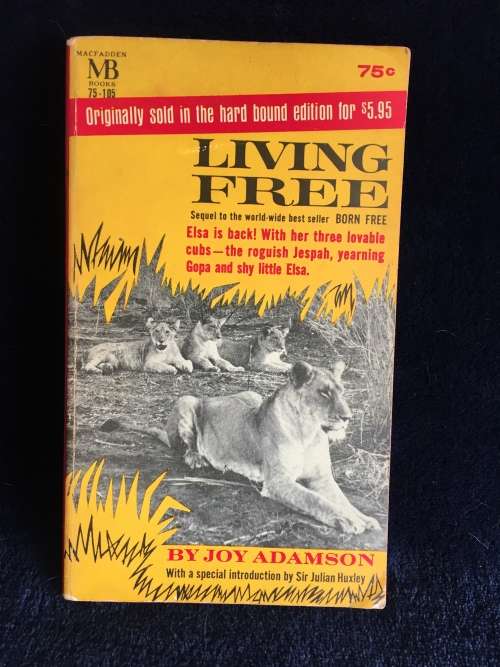 MACFADDEN
MB
BOOKS
75-105
75¢
Originally sold in the hard bound edition for $5.95
LIVING
FREE
Sequel to the world-wide best seller BORN FREE
Elsa is back! With her three lovable
cubs—the roguish Jespah, yearning
Gopa and shy little Elsa.
BY JOY ADAMSON
With a special introduction by Sir Julian Huxley